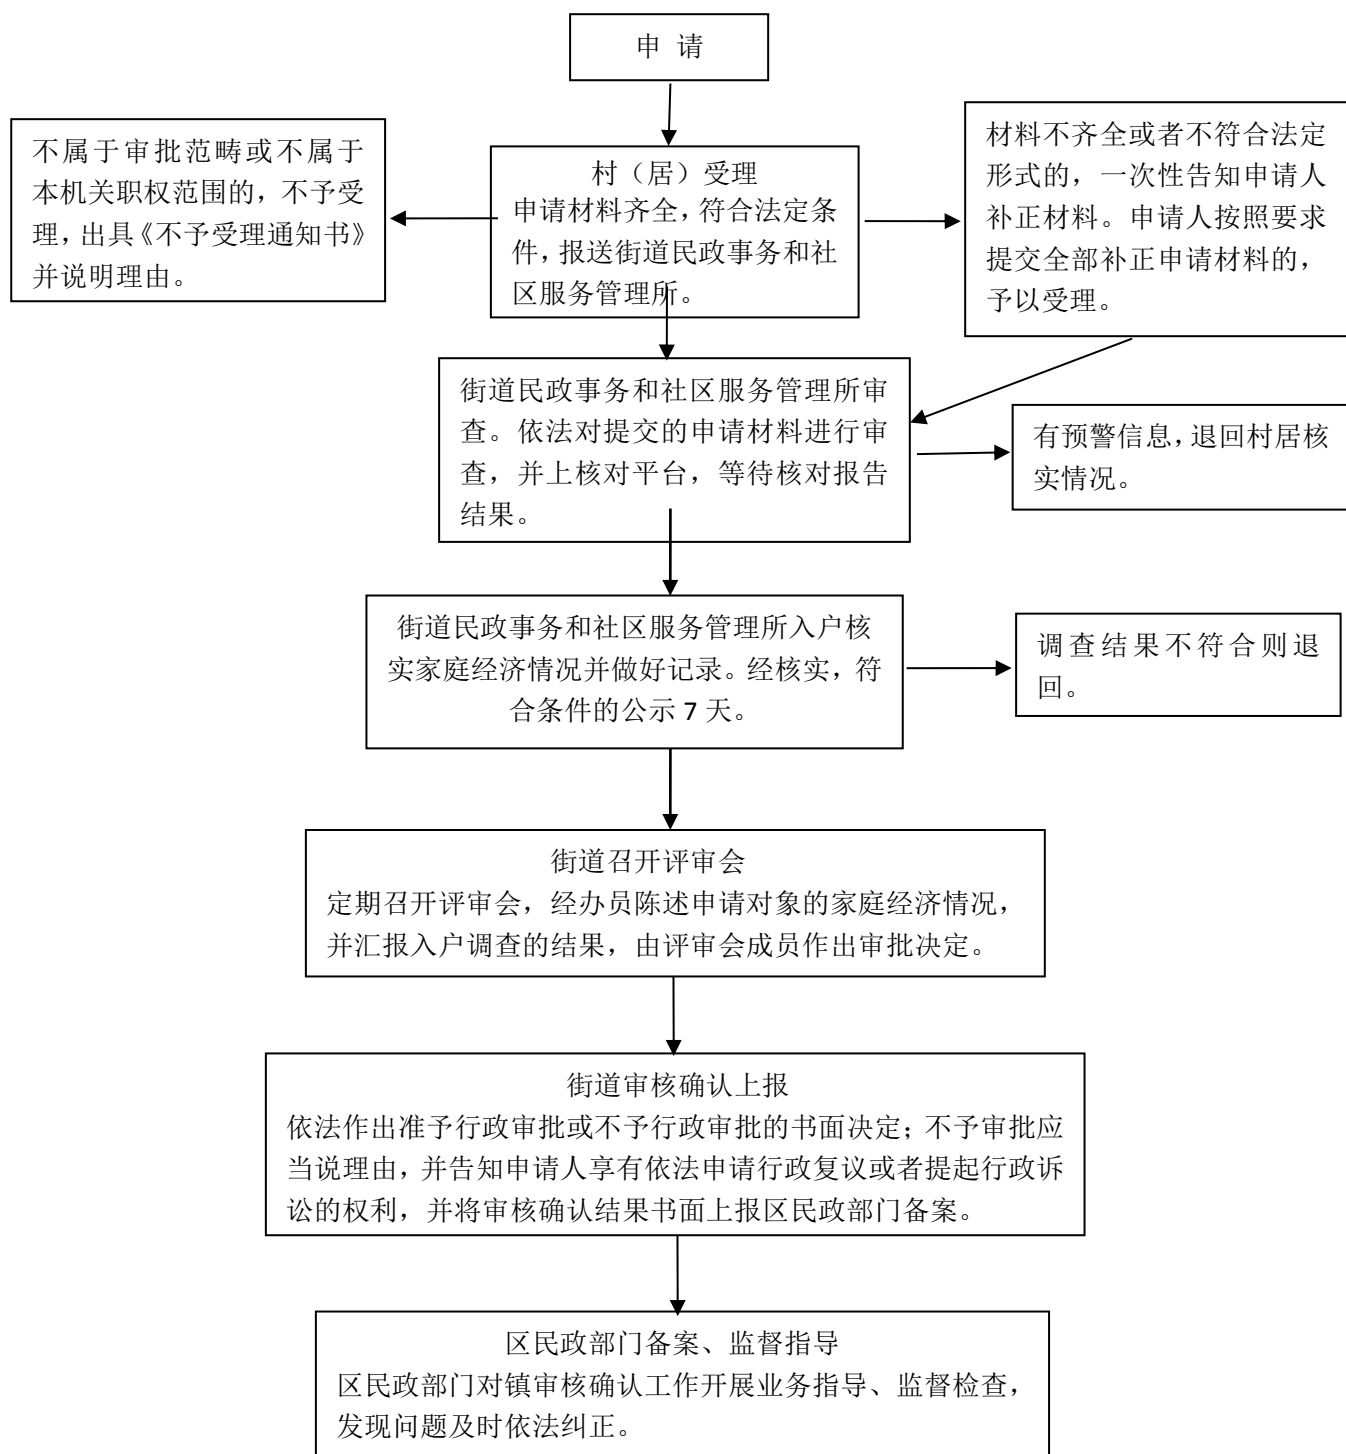 申 请
不属于审批范畴或不属于
本机关职权范围的，不予受
理，出具《不予受理通知书》
并说明理由。
村（居）受理
申请材料齐全，符合法定条
件，报送街道民政事务和社
区服务管理所。
材料不齐全或者不符合法定
形式的，一次性告知申请人
补正材料。申请人按照要求
提交全部补正申请材料的，
予以受理。
街道民政事务和社区服务管理所审
查。依法对提交的申请材料进行审
查，并上核对平台，等待核对报告
结果。
有预警信息，退回村居核
实情况。
街道民政事务和社区服务管理所入户核
实家庭经济情况并做好记录。经核实，符
合条件的公示 7 天。
调查结果不符合则退
回。
街道召开评审会
定期召开评审会，经办员陈述申请对象的家庭经济情况，
并汇报入户调查的结果，由评审会成员作出审批决定。
街道审核确认上报
依法作出准予行政审批或不予行政审批的书面决定；不予审批应
当说理由，并告知申请人享有依法申请行政复议或者提起行政诉
讼的权利，并将审核确认结果书面上报区民政部门备案。
区民政部门备案、监督指导
区民政部门对镇审核确认工作开展业务指导、监督检查，
发现问题及时依法纠正。